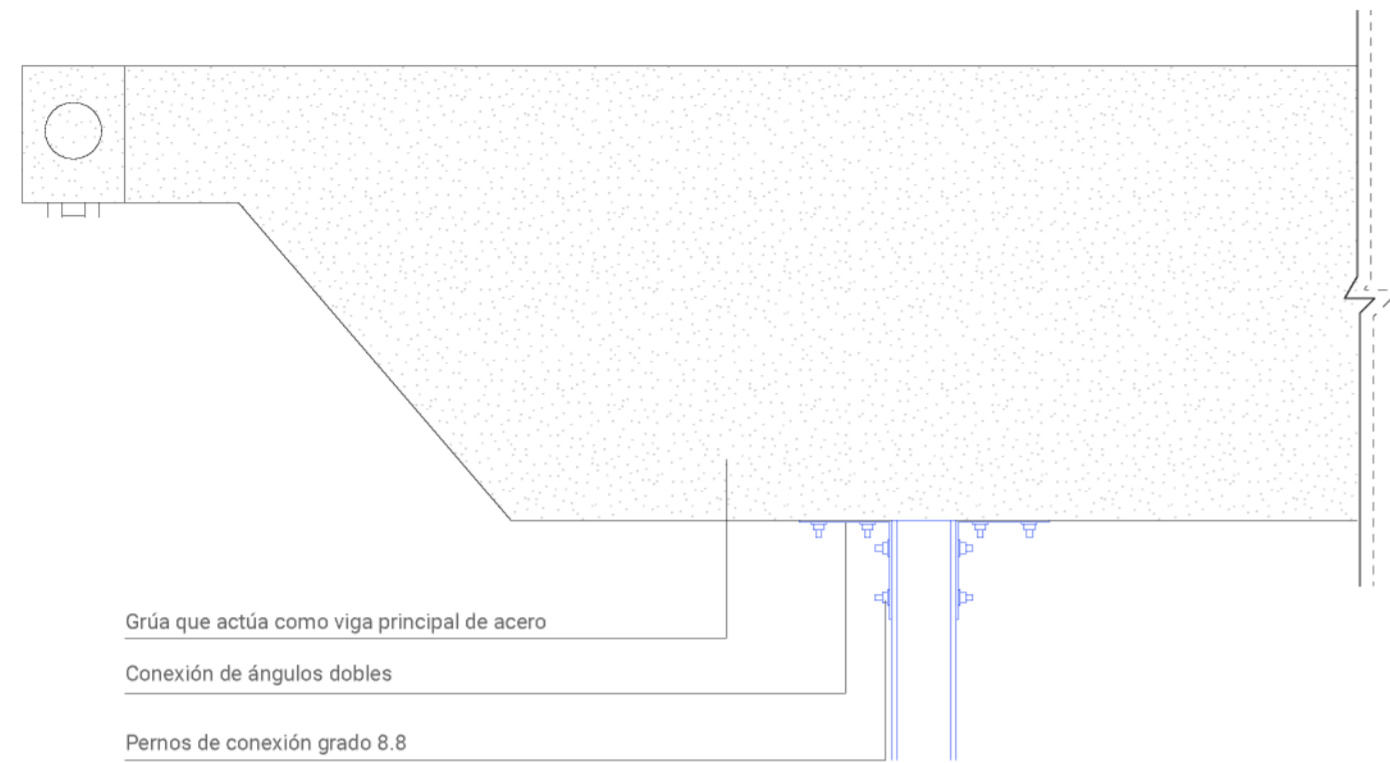 Grúa que actúa como viga principal de acero
Conexión de ángulos dobles
Pernos de conexión grado 8.8